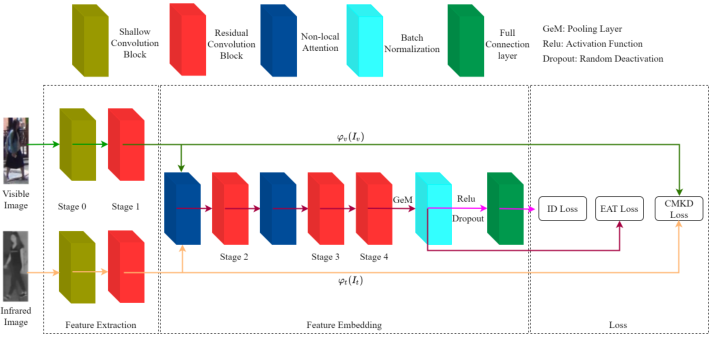 Shallow
Convolution
Block
Residual
Convolution
Block
Non-local
Attention
Batch
Normalization
Full
Connection
layer
GeM: Pooling Layer
Relu: Activation Function
Dropout: Random Deactivation
φv(Iv)
Visible
Image
Stage 0
Stage 1
GeM
Relu
Dropout
ID Loss
EAT Loss
CMKD
Loss
Stage 2
Stage 3
Stage 4
φt(It)
Infrared
Image
Feature Extraction
Feature Embedding
Loss